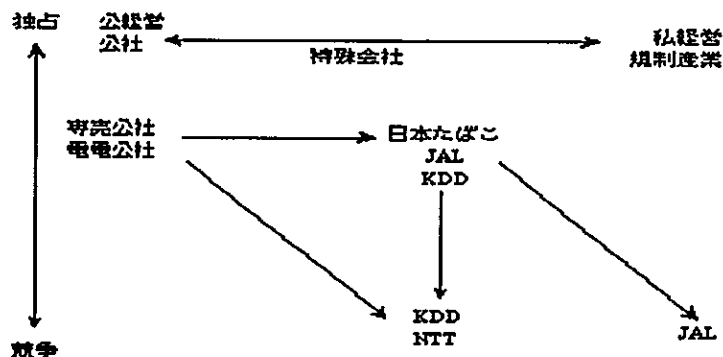 独占
公経営
公社
特殊会社
私経営
規制産業
専売公社
電電公社
日本たばこ
JAL
KDD
KDD
NTT
JAL
競争